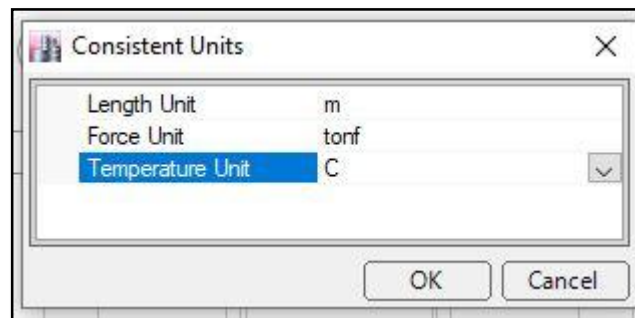 Consistent Units
Length Unit m
Force Unit tonf
Temperature Unit C
OK Cancel